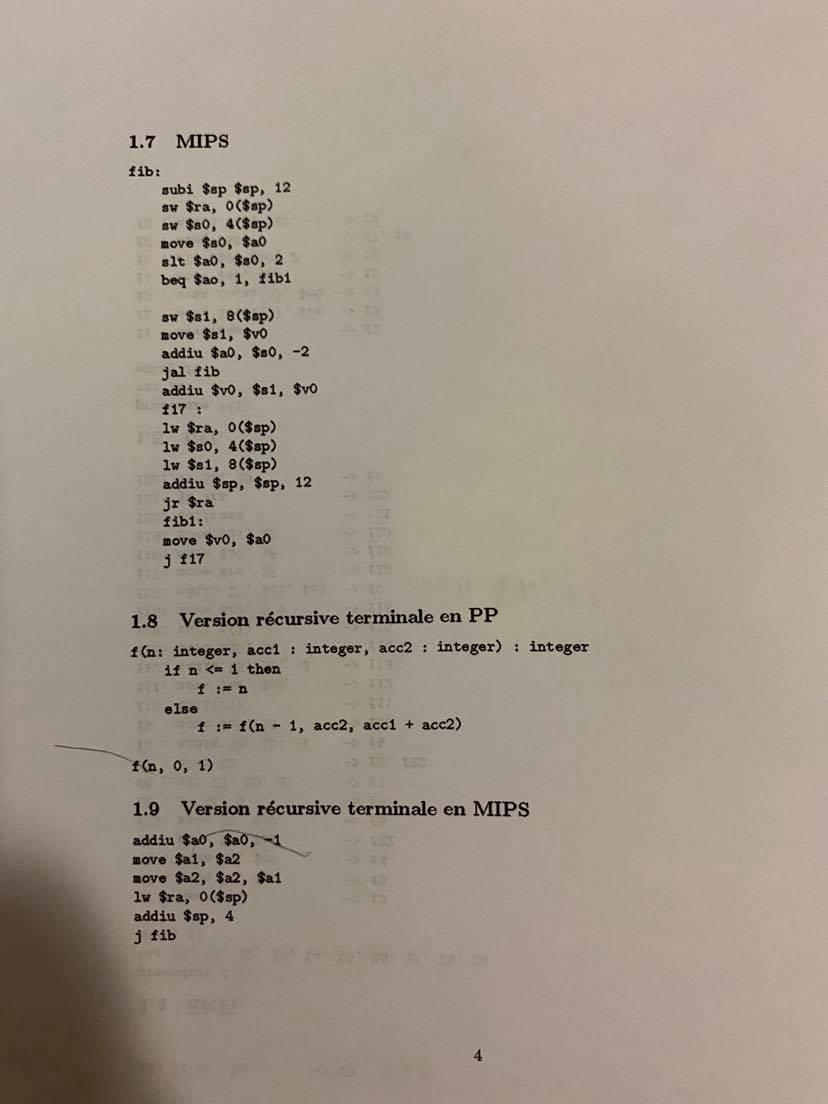 1.7 MIPS
fib:
subi $sp $sp, 12
sw $ra, 0($sp)
sw $s0, 4($sp)
move $s0, $a0
slt $a0, $s0, 2
beq $ao, 1, fib1
sw $s1, 8($sp)
move $s1, $v0
addiu $a0, $s0, -2
jal fib
addiu $v0, $s1, $v0
f17 :
lw $ra, 0($sp)
lw $s0, 4($sp)
lw $s1, 8($sp)
addiu $sp, $sp, 12
jr $ra
fib1:
move $v0, $a0
j f17
1.8 Version récursive terminale en PP
f(n: integer, acc1 : integer, acc2 : integer) : integer
if n <= 1 then
f := n
else
f := f(n - 1, acc2, acc1 + acc2)
f(n, 0, 1)
1.9 Version récursive terminale en MIPS
addiu $a0, $a0, -1
move $a1, $a2
move $a2, $a2, $a1
lw $ra, 0($sp)
addiu $sp, 4
j fib
4